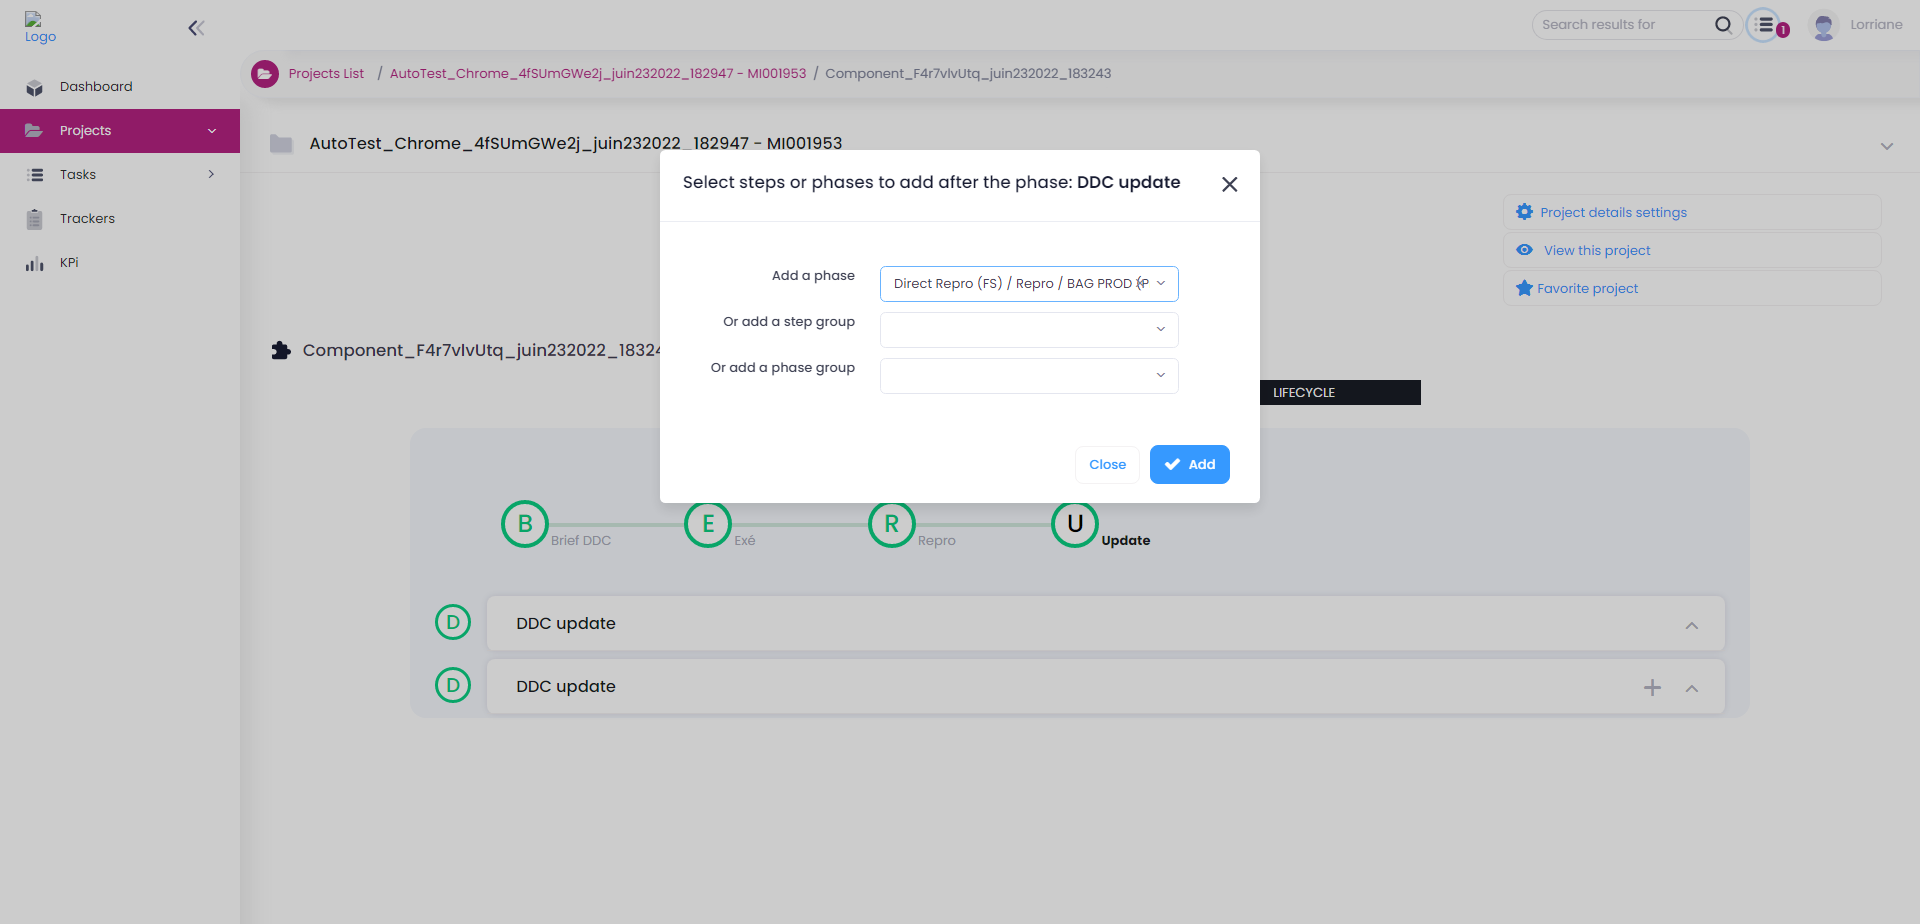 Logo
Search results for
1
Lorriane
Dashboard
Projects
Tasks
Trackers
KPi
Projects List / AutoTest_Chrome_4fSUmGWe2j_juin232022_182947 - MI001953 / Component_F4r7vlvUtq_juin232022_183243
AutoTest_Chrome_4fSUmGWe2j_juin232022_182947 - MI001953
Project details settings
View this project
Favorite project
Component_F4r7vlvUtq_juin232022_18324
LIFECYCLE
Select steps or phases to add after the phase: DDC update
Add a phase
Direct Repro (FS) / Repro / BAG PROD
Or add a step group
Or add a phase group
Close
Add
B Brief DDC
E Exé
R Repro
U Update
D DDC update
D DDC update